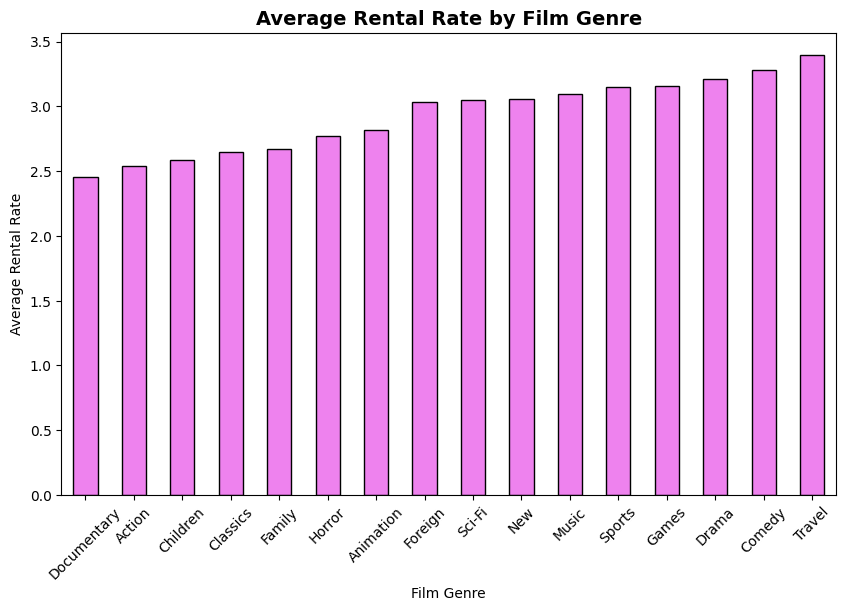 Average Rental Rate by Film Genre
Average Rental Rate
3.5
3.0
2.5
2.0
1.5
1.0
0.5
0.0
Documentary
Action
Children
Classics
Family
Horror
Animation
Foreign
Sci-Fi
New
Music
Sports
Games
Drama
Comedy
Travel
Film Genre